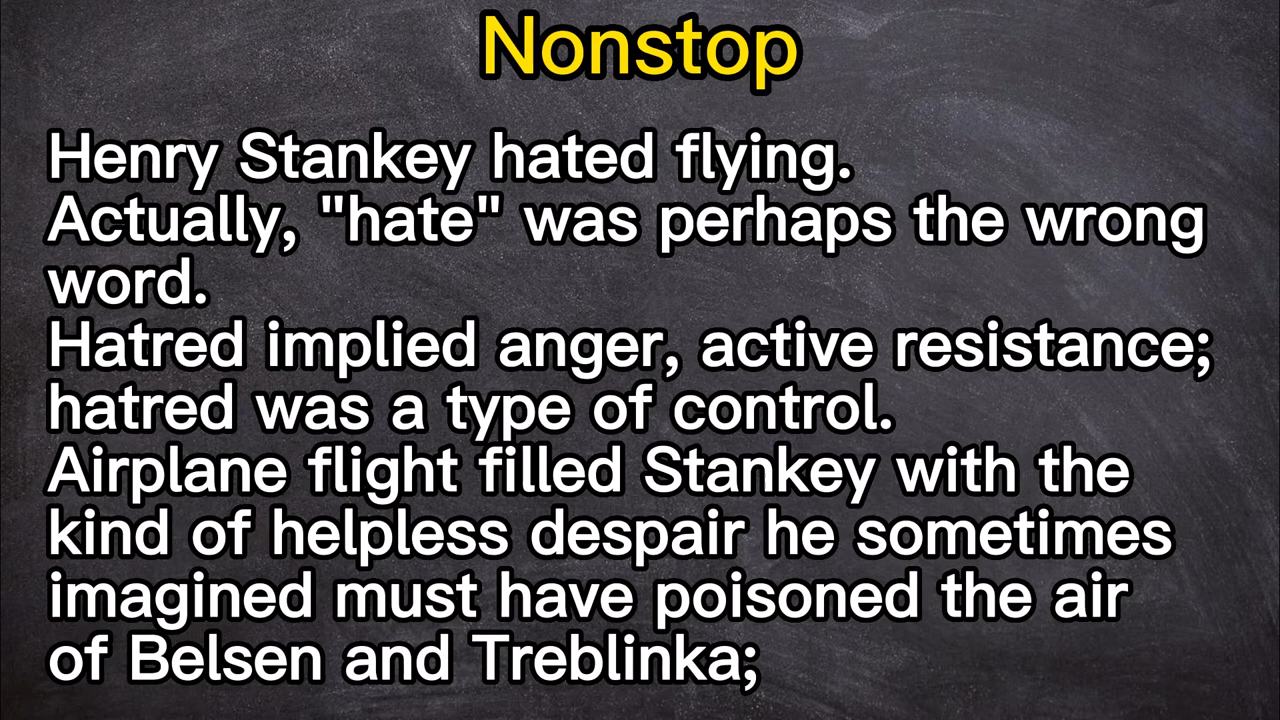 Nonstop
Henry Stankey hated flying.
Actually, "hate" was perhaps the wrong
word.
Hatred implied anger, active resistance;
hatred was a type of control.
Airplane flight filled Stankey with the
kind of helpless despair he sometimes
imagined must have poisoned the air
of Belsen and Treblinka;